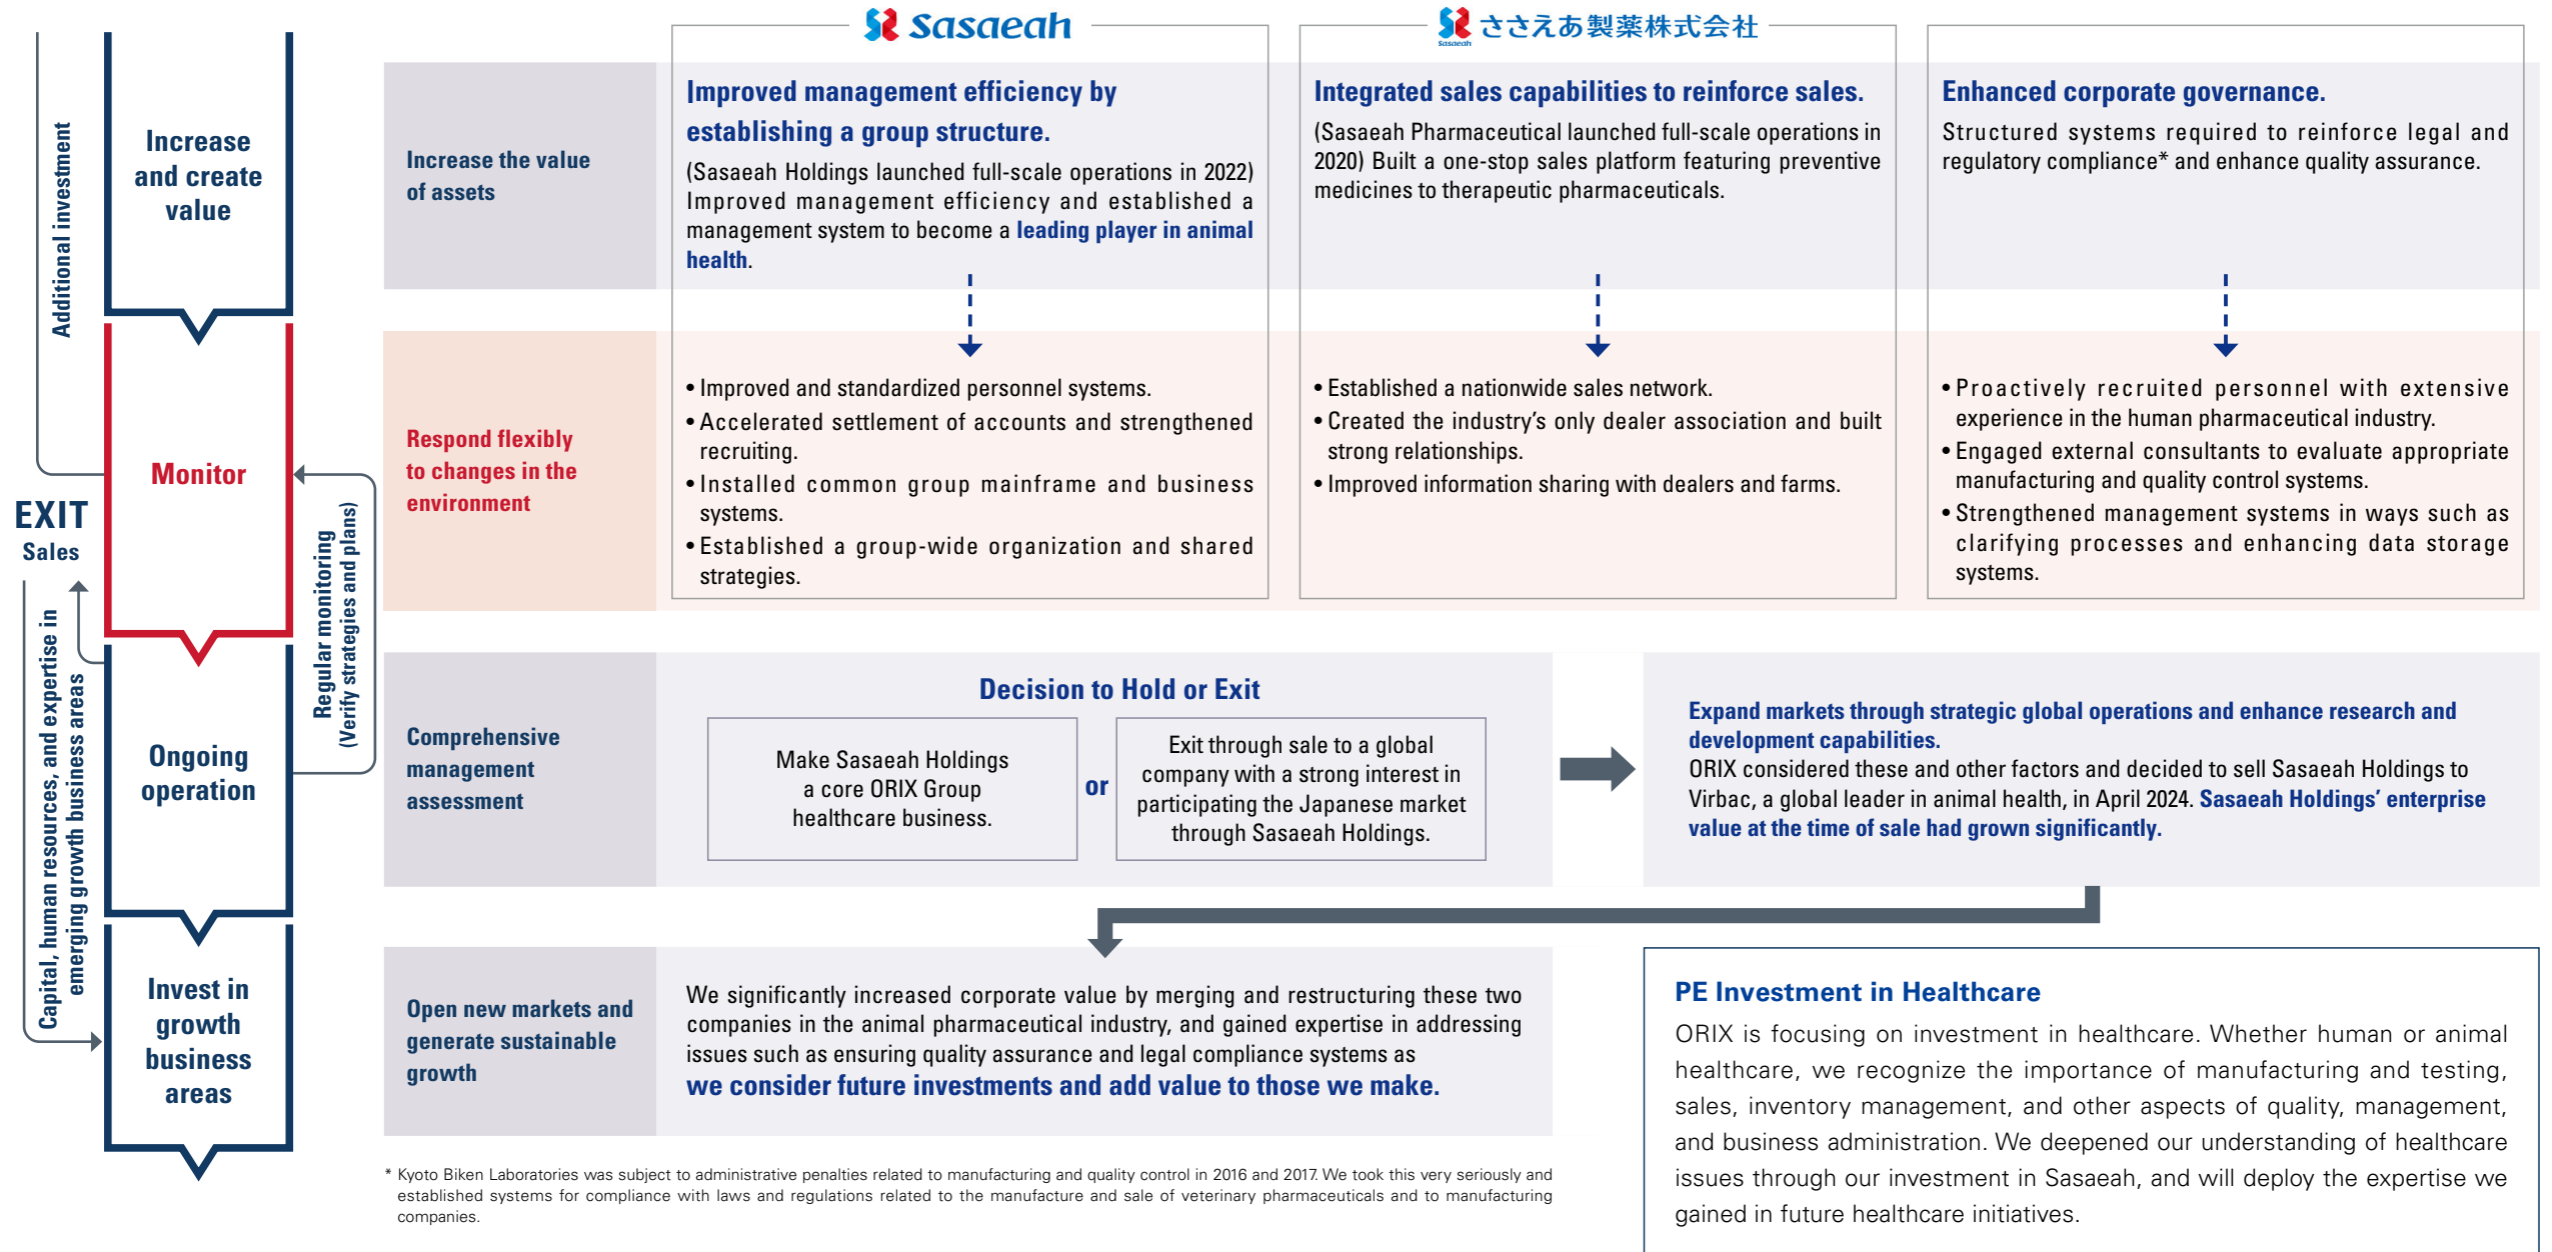 Additional investment
Increase
and create
value
Monitor
EXIT
Sales
Regular monitoring
(Verify strategies and plans)
Capital, human resources, and expertise in
emerging growth business areas
Ongoing
operation
Invest in
growth
business
areas
Increase the value
of assets
Sasaeah
Improved management efficiency by
establishing a group structure.
(Sasaeah Holdings launched full-scale operations in 2022)
Improved management efficiency and established a
management system to become a leading player in animal
health.
Sasaeah
ささえあ製薬株式会社
Integrated sales capabilities to reinforce sales.
(Sasaeah Pharmaceutical launched full-scale operations in
2020) Built a one-stop sales platform featuring preventive
medicines to therapeutic pharmaceuticals.
Enhanced corporate governance.
Structured systems required to reinforce legal and
regulatory compliance* and enhance quality assurance.
Respond flexibly
to changes in the
environment
• Improved and standardized personnel systems.
• Accelerated settlement of accounts and strengthened
recruiting.
• Installed common group mainframe and business
systems.
• Established a group-wide organization and shared
strategies.
• Established a nationwide sales network.
• Created the industry's only dealer association and built
strong relationships.
• Improved information sharing with dealers and farms.
• Proactively recruited personnel with extensive
experience in the human pharmaceutical industry.
• Engaged external consultants to evaluate appropriate
manufacturing and quality control systems.
• Strengthened management systems in ways such as
clarifying processes and enhancing data storage
systems.
Comprehensive
management
assessment
Decision to Hold or Exit
Make Sasaeah Holdings
a core ORIX Group
healthcare business.
or
Exit through sale to a global
company with a strong interest in
participating the Japanese market
through Sasaeah Holdings.
Expand markets through strategic global operations and enhance research and
development capabilities.
ORIX considered these and other factors and decided to sell Sasaeah Holdings to
Virbac, a global leader in animal health, in April 2024. Sasaeah Holdings' enterprise
value at the time of sale had grown significantly.
Open new markets and
generate sustainable
growth
We significantly increased corporate value by merging and restructuring these two
companies in the animal pharmaceutical industry, and gained expertise in addressing
issues such as ensuring quality assurance and legal compliance systems as
we consider future investments and add value to those we make.
* Kyoto Biken Laboratories was subject to administrative penalties related to manufacturing and quality control in 2016 and 2017. We took this very seriously and
established systems for compliance with laws and regulations related to the manufacture and sale of veterinary pharmaceuticals and to manufacturing
companies.
PE Investment in Healthcare
ORIX is focusing on investment in healthcare. Whether human or animal
healthcare, we recognize the importance of manufacturing and testing,
sales, inventory management, and other aspects of quality, management,
and business administration. We deepened our understanding of healthcare
issues through our investment in Sasaeah, and will deploy the expertise we
gained in future healthcare initiatives.